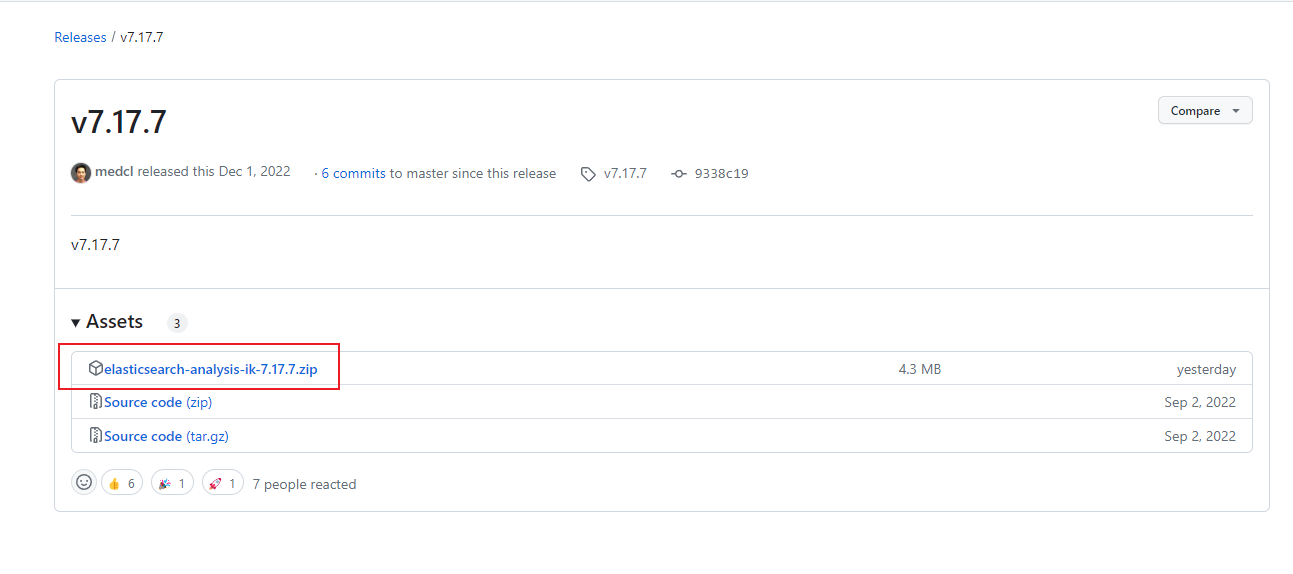 Releases / v7.17.7
v7.17.7
Compare
medcl released this Dec 1, 2022 · 6 commits to master since this release v7.17.7 9338c19
v7.17.7
Assets 3
elasticsearch-analysis-ik-7.17.7.zip 4.3 MB yesterday
Source code (zip) Sep 2, 2022
Source code (tar.gz) Sep 2, 2022
6 1 1 7 people reacted